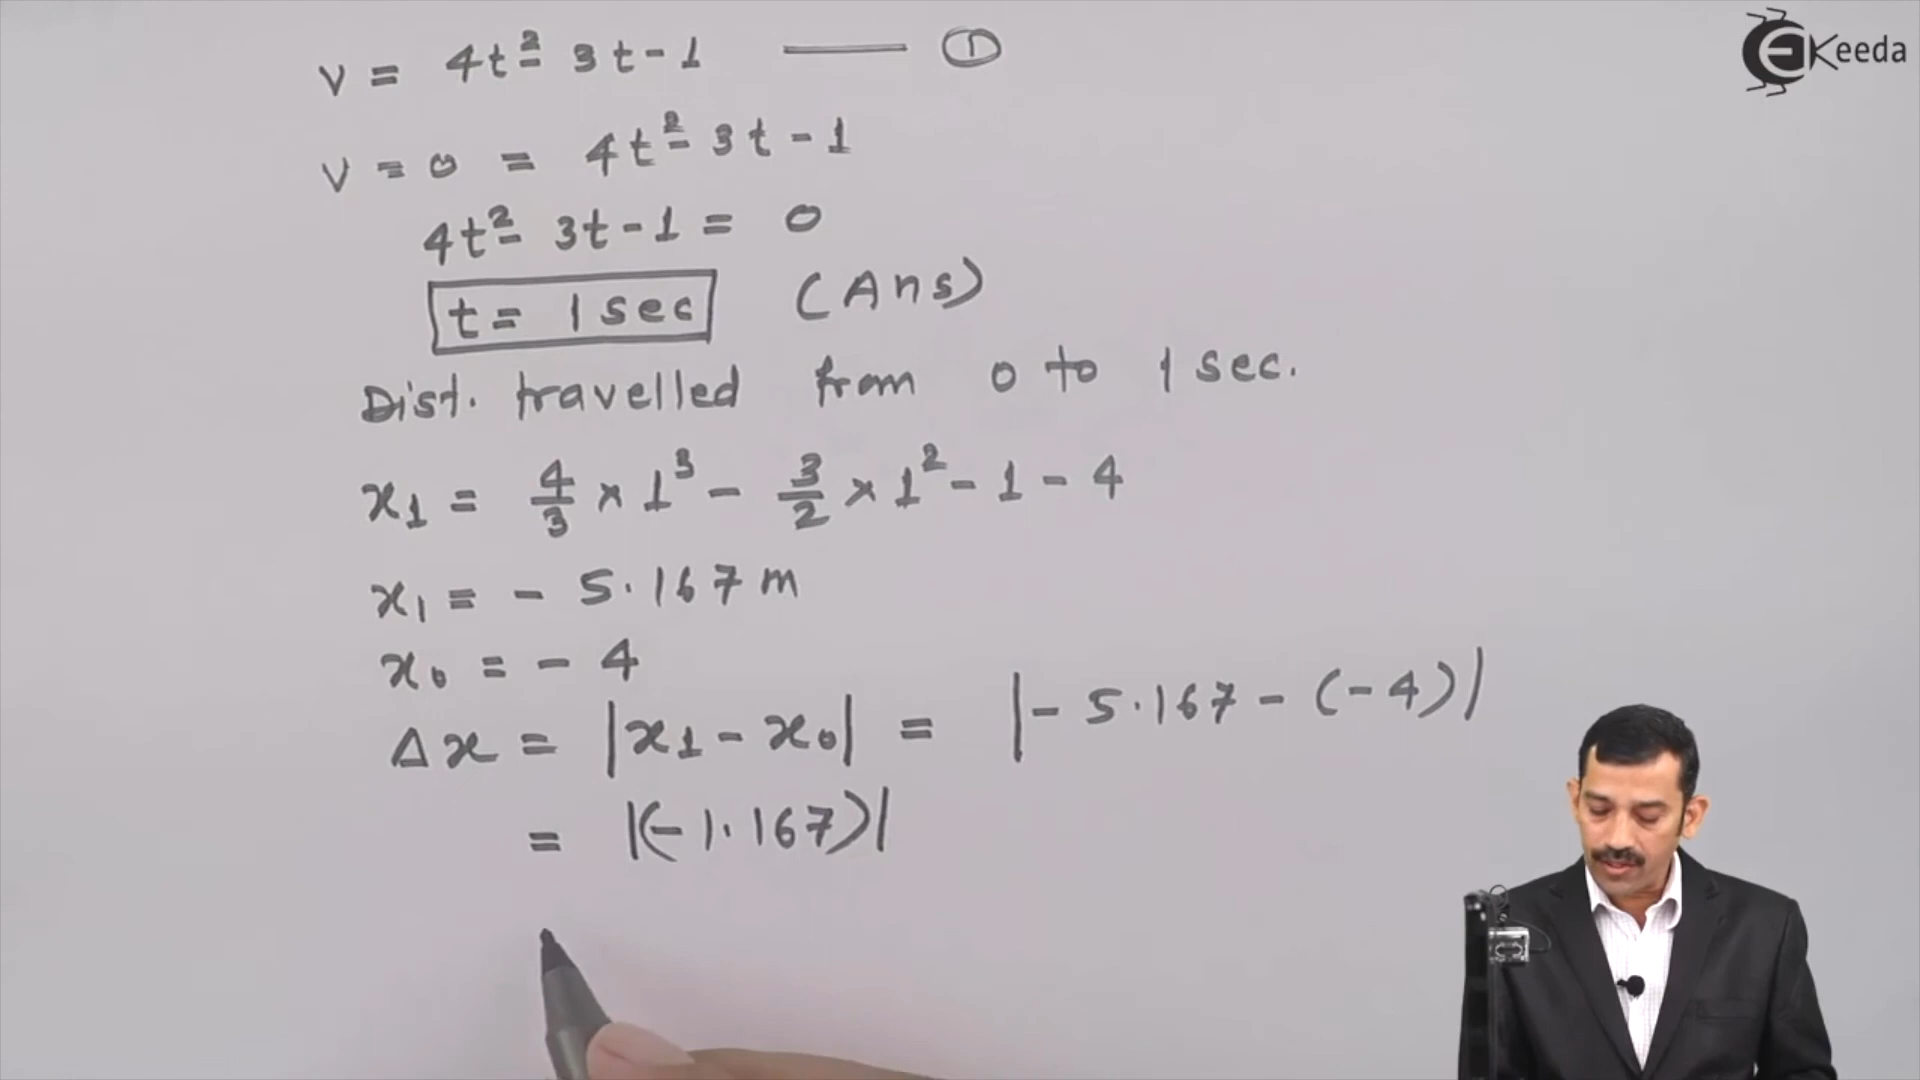 EKeeda
v = 4t² - 3t - 1 —— ①
v = 0 = 4t² - 3t - 1
4t² - 3t - 1 = 0
t = 1 sec (Ans)
Dist. travelled from 0 to 1 sec.
x₁ = 4/3 × 1³ - 3/2 × 1² - 1 - 4
x₁ = - 5.167 m
x₀ = - 4
Δx = |x₁ - x₀| = |- 5.167 - (-4)|
= |(-1.167)|